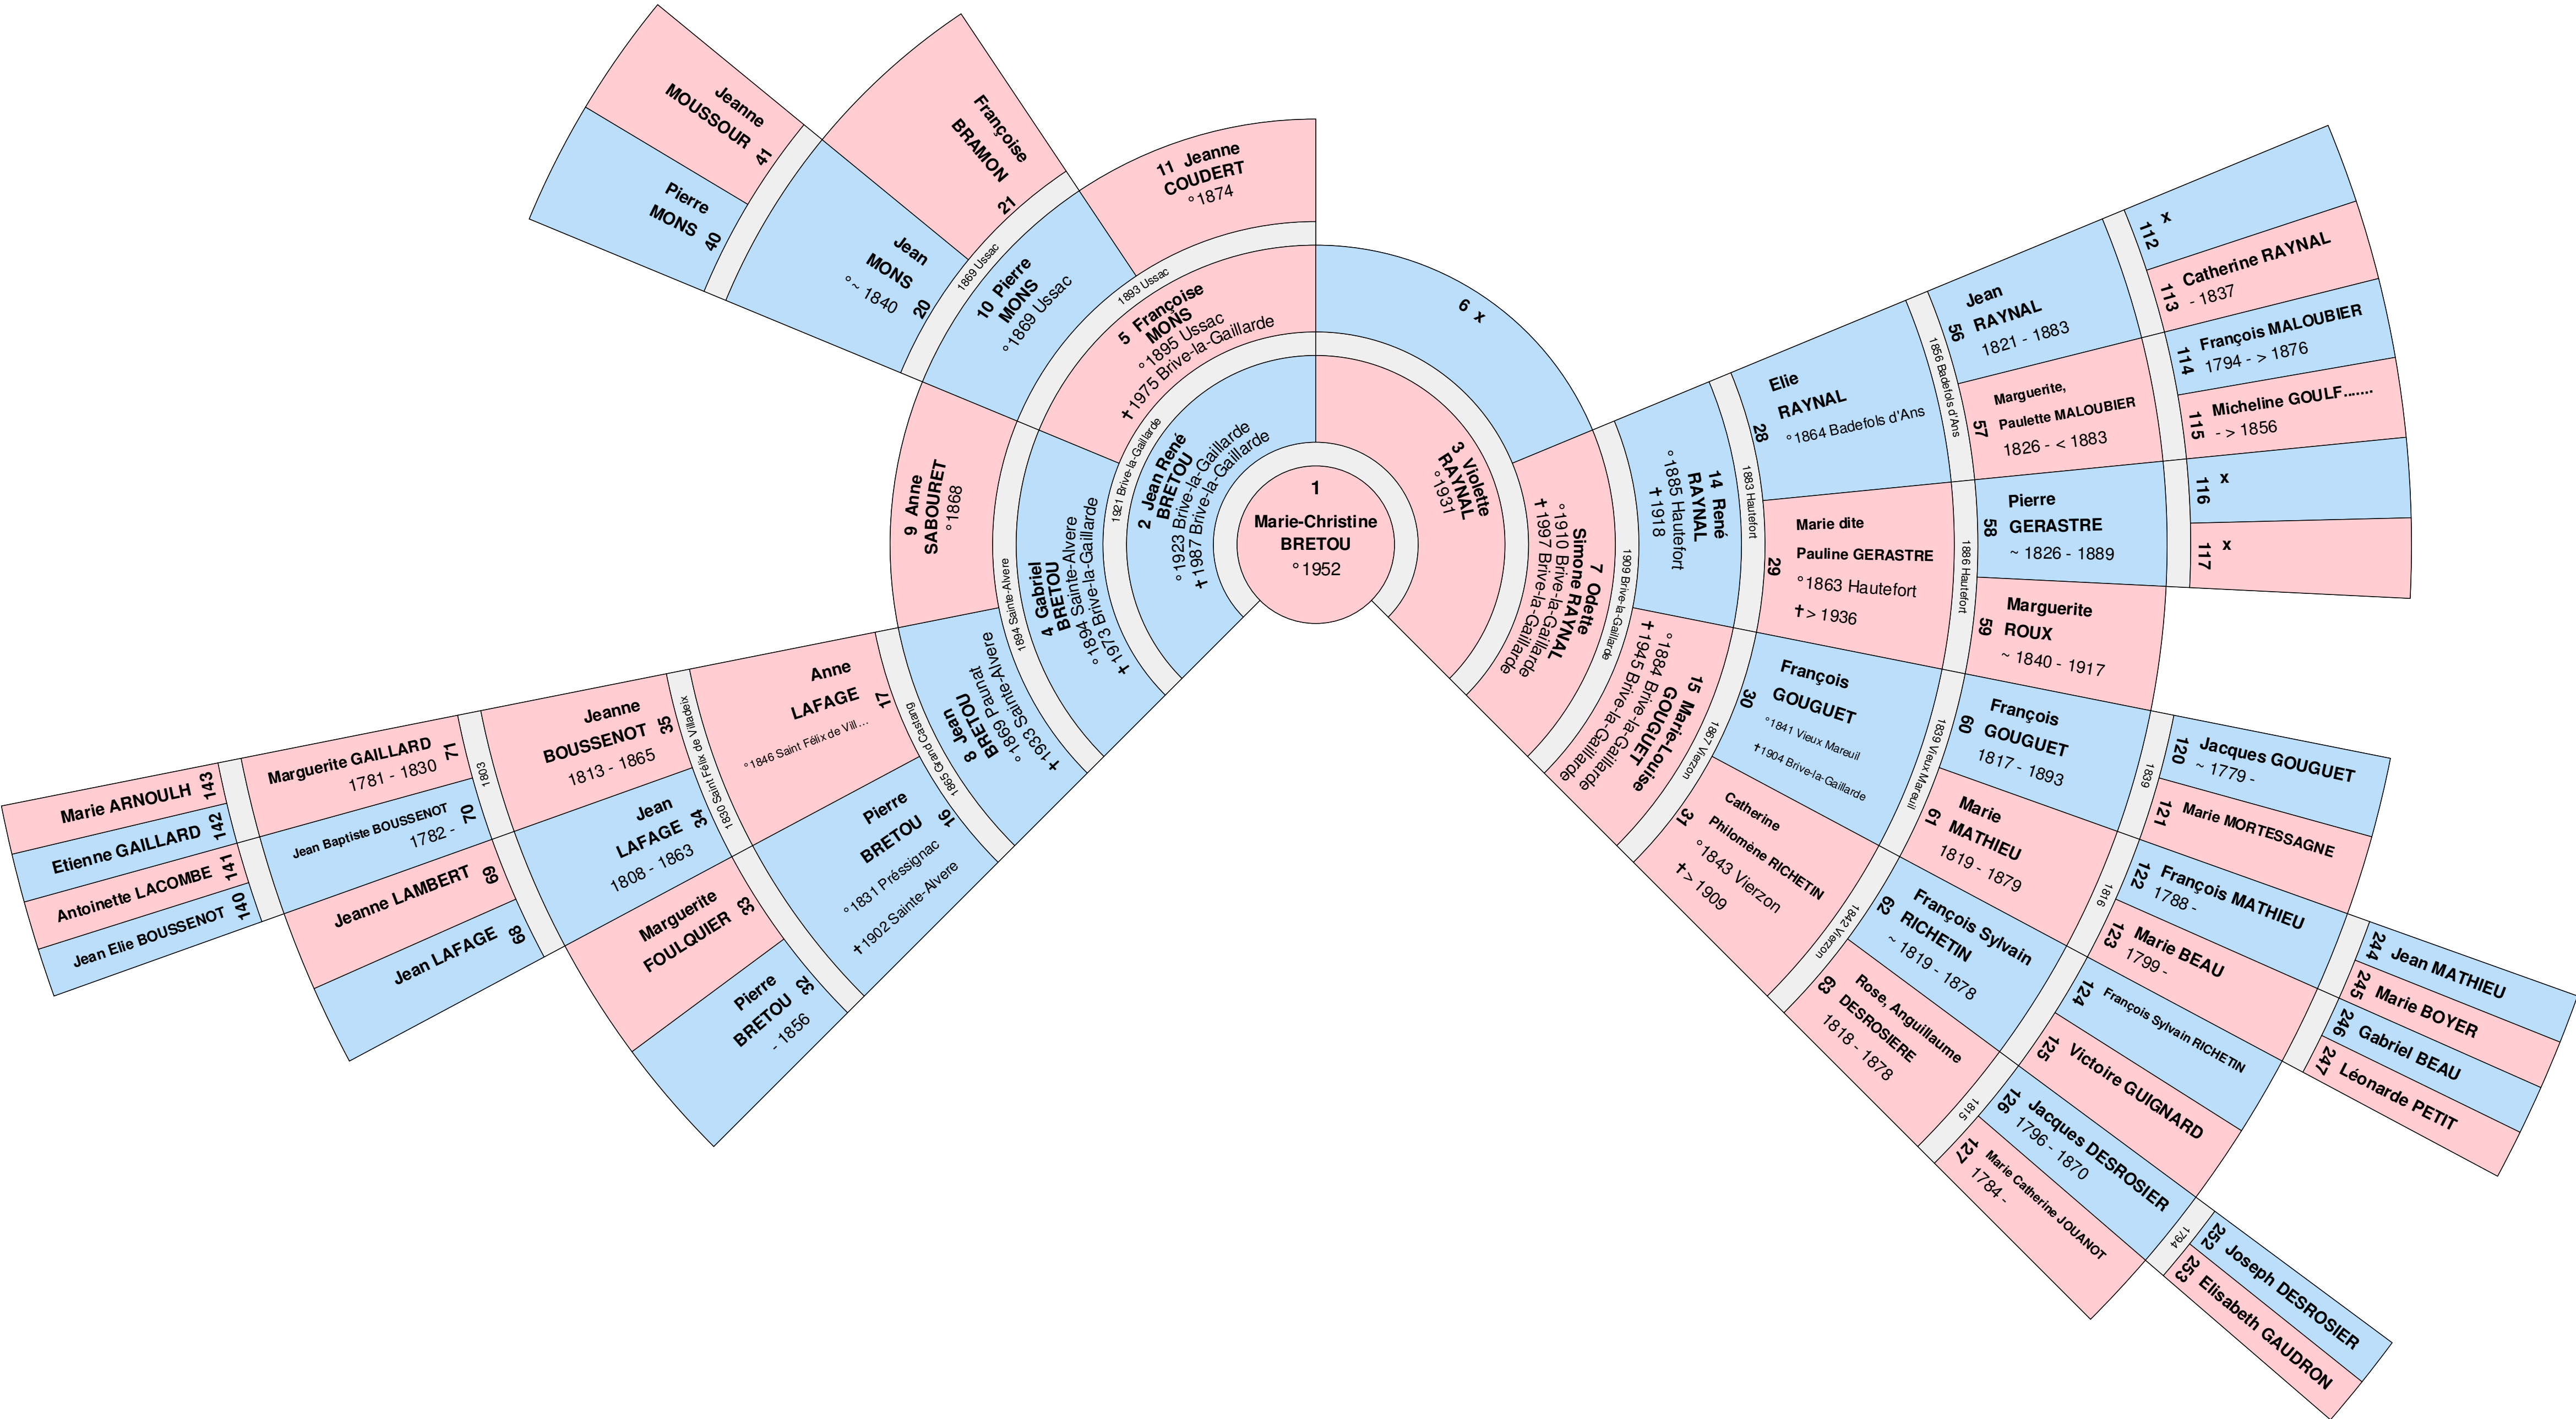 1
Marie-Christine
BRETOU
°1952
2 Jean René
BRETOU
°1923 Brive-la-Gaillarde
†1987 Brive-la-Gaillarde
3 Violette
RAYNAL
°1931
1921 Brive-la-Gaillarde
4 Gabriel
BRETOU
°1894 Sainte-Alvere
†1973 Brive-la-Gaillarde
5 Françoise
MONS
°1895 Ussac
†1975 Brive-la-Gaillarde
6 x
7 Odette
Simone RAYNAL
°1910 Brive-la-Gaillarde
†1997 Brive-la-Gaillarde
1894 Sainte-Alvere
8 Jean
BRETOU
°1869 Paunat
†1933 Sainte-Alvere
9 Anne
SABOURET
°1868
1893 Ussac
10 Pierre
MONS
°1869 Ussac
11 Jeanne
COUDERT
°1874
1909 Brive-la-Gaillarde
14 René
RAYNAL
°1885 Hautefort
†1918
15 Marie-Louise
GOUGUET
°1884 Brive-la-Gaillarde
†1945 Brive-la-Gaillarde
1865 Grand Castang
16
Pierre
BRETOU
°1831 Préssignac
†1902 Sainte-Alvere
17
Anne
LAFAGE
°1846 Saint Félix de Vill...
1869 Ussac
20
Jean
MONS
°~ 1840
21
Françoise
BRAMON
1883 Hautefort
28
Elie
RAYNAL
°1864 Badefols d'Ans
29
Marie dite
Pauline GERASTRE
°1863 Hautefort
†> 1936
1867 Vierzon
30
François
GOUGUET
°1841 Vieux Mareuil
†1904 Brive-la-Gaillarde
31
Catherine
Philomène RICHETIN
°1843 Vierzon
†> 1909
32
Pierre
BRETOU
- 1856
33
Marguerite
FOULQUIER
1830 Saint Félix de Villadeix
34
Jean
LAFAGE
1808 - 1863
35
Jeanne
BOUSSENOT
1813 - 1865
40
Pierre
MONS
41
Jeanne
MOUSSOUR
1856 Badefols d'Ans
56
Jean
RAYNAL
1821 - 1883
57
Marguerite,
Paulette MALOUBIER
1826 - < 1883
1886 Hautefort
58
Pierre
GERASTRE
~ 1826 - 1889
59
Marguerite
ROUX
~ 1840 - 1917
1839 Vieux Mareuil
60
François
GOUGUET
1817 - 1893
61
Marie
MATHIEU
1819 - 1879
1842 Vierzon
62
François Sylvain
RICHETIN
~ 1819 - 1878
63
Rose, Anguillaume
DESROSIERE
1818 - 1878
68
Jean LAFAGE
69
Jeanne LAMBERT
1803
70
Jean Baptiste BOUSSENOT
1782 -
71
Marguerite GAILLARD
1781 - 1830
112
x
113
Catherine RAYNAL
- 1837
114
François MALOUBIER
1794 - > 1876
115
Micheline GOULF.......
- > 1856
116
x
117
x
1839
120
Jacques GOUGUET
~ 1779 -
121
Marie MORTESSAGNE
1816
122
François MATHIEU
1788 -
123
Marie BEAU
1799 -
124
François Sylvain RICHETIN
125
Victoire GUIGNARD
1815
126
Jacques DESROSIER
1796 - 1870
127
Marie Catherine JOUANOT
1784 -
140
Jean Elie BOUSSENOT
141
Antoinette LACOMBE
142
Etienne GAILLARD
143
Marie ARNOULH
244
Jean MATHIEU
245
Marie BOYER
246
Gabriel BEAU
247
Léonarde PETIT
1794
252
Joseph DESROSIER
253
Elisabeth GAUDRON